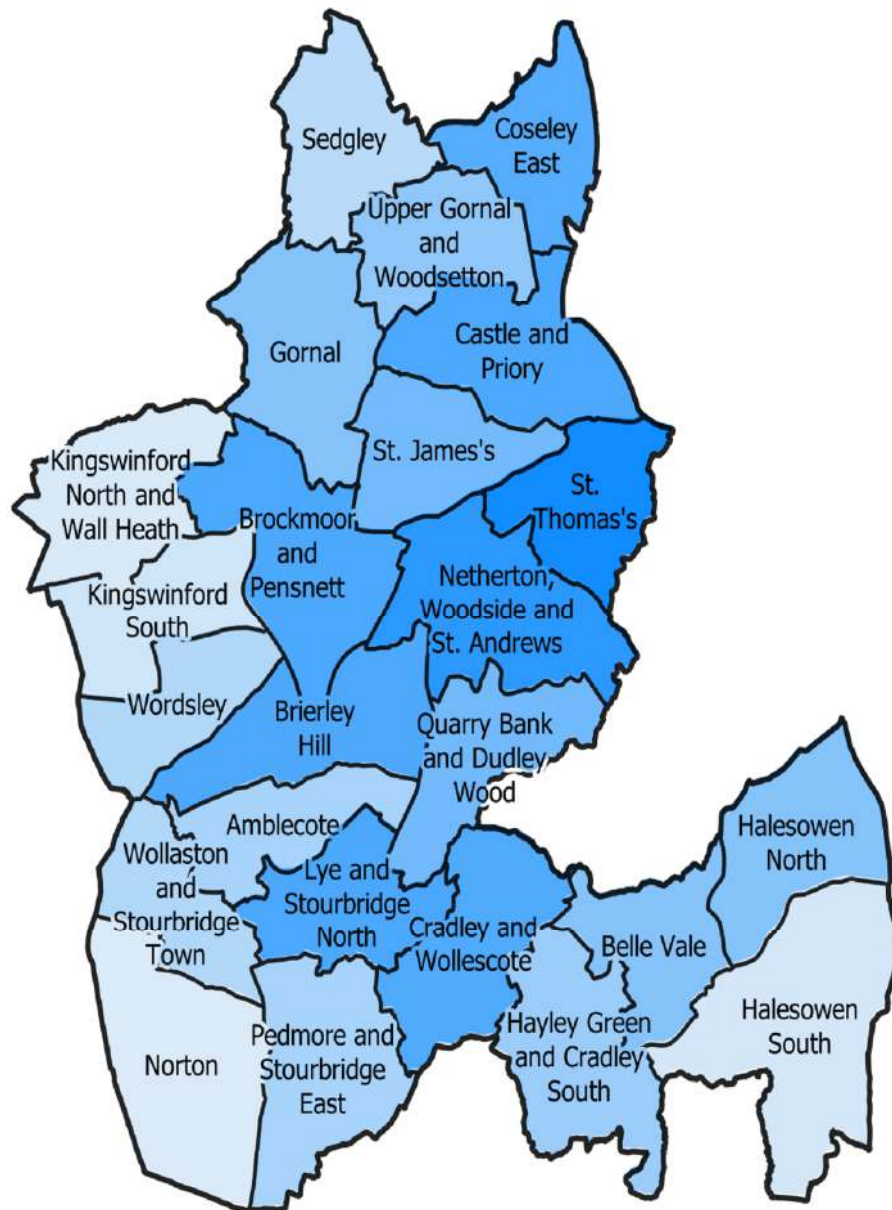 Sedgley
Coseley
East
Upper Gornal
and
Woodsetton
Gornal
Castle and
Priory
St. James's
Kingswinford
North and
Wall Heath
Brockmoor
and
Pensnett
St.
Thomas's
Netherton,
Woodside and
St. Andrews
Kingswinford
South
Wordsley
Brierley
Hill
Quarry Bank
and Dudley
Wood
Amblecote
Wollaston
and
Stourbridge
Town
Lye and
Stourbridge
North
Cradley and
Wollescote
Halesowen
North
Belle Vale
Halesowen
South
Hayley Green
and Cradley
South
Norton
Pedmore and
Stourbridge
East